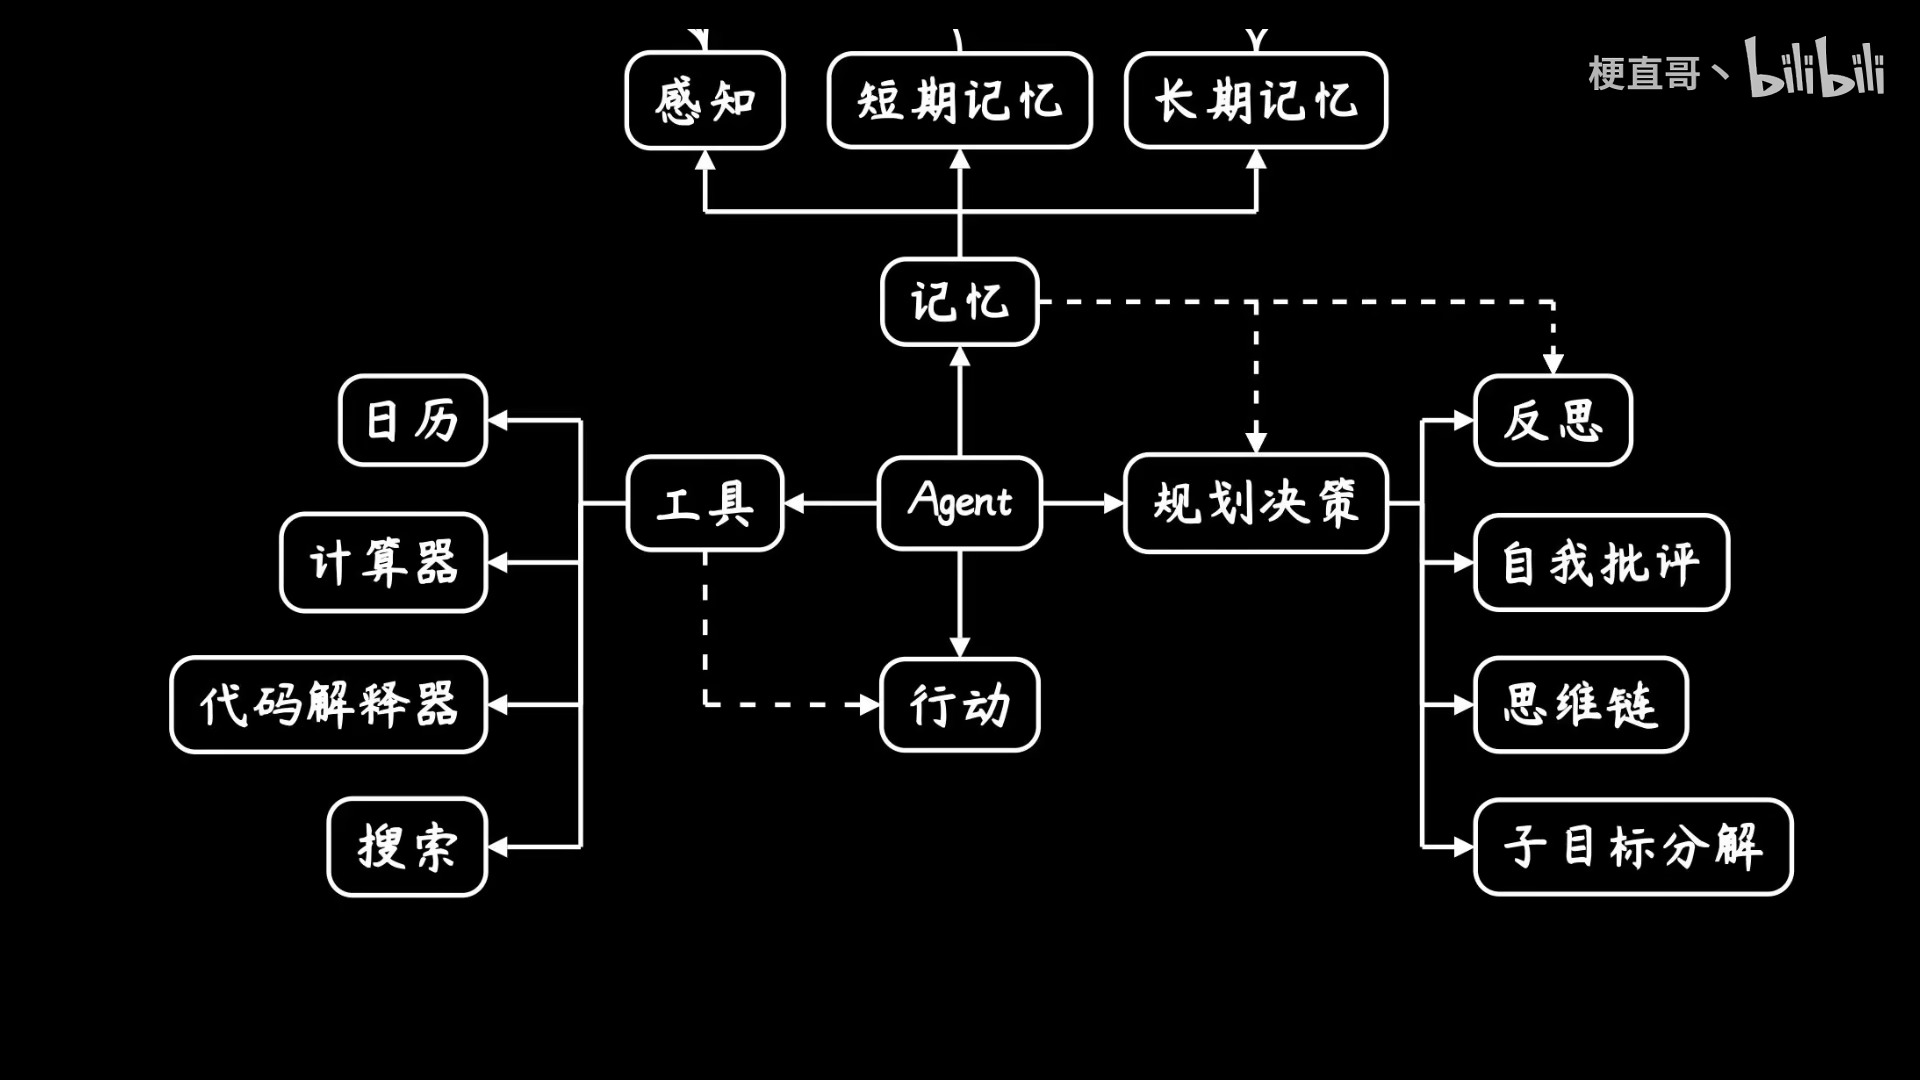 梗直哥丶 bilibili
感知 短期记忆 长期记忆
记忆
日历 反思
工具 Agent 规划决策
计算器 自我批评
代码解释器 行动 思维链
搜索 子目标分解